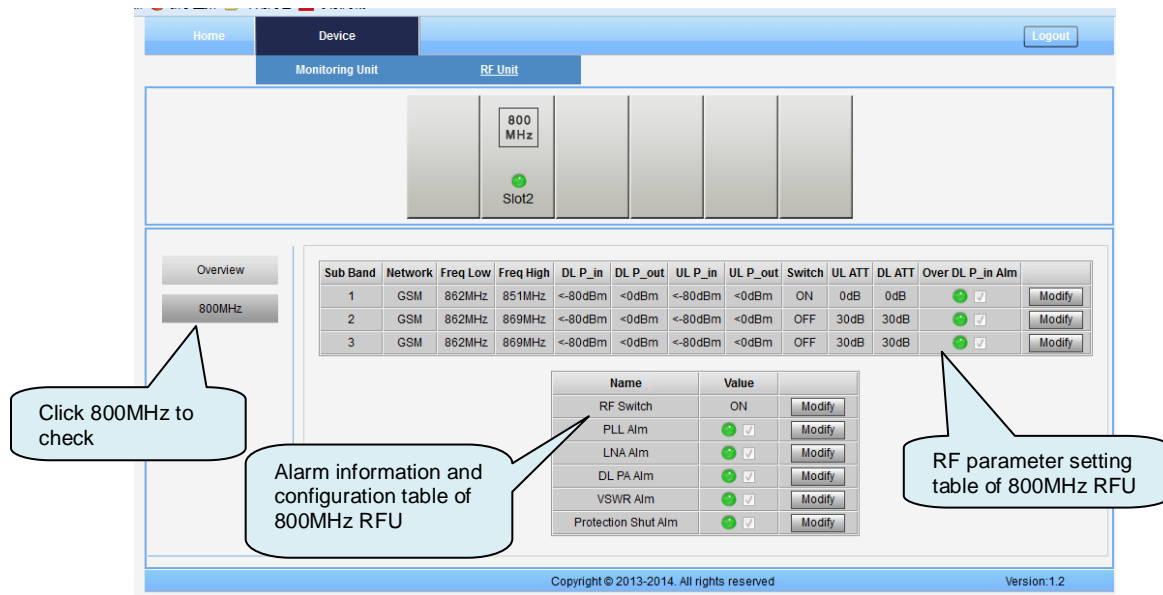 Home Device Logout
Monitoring Unit RF Unit
800
MHz
Slot2
Overview
800MHz
Sub Band Network Freq Low Freq High DL P_in DL P_out UL P_in UL P_out Switch UL ATT DL ATT Over DL P_in Alm
1 GSM 862MHz 851MHz <-80dBm <0dBm <-80dBm <0dBm ON 0dB 0dB Modify
2 GSM 862MHz 869MHz <-80dBm <0dBm <-80dBm <0dBm OFF 30dB 30dB Modify
3 GSM 862MHz 869MHz <-80dBm <0dBm <-80dBm <0dBm OFF 30dB 30dB Modify
Name Value
RF Switch ON Modify
PLL Alm Modify
LNA Alm Modify
DL PA Alm Modify
VSWR Alm Modify
Protection Shut Alm Modify
Click 800MHz to
check
Alarm information and
configuration table of
800MHz RFU
RF parameter setting
table of 800MHz RFU
Copyright © 2013-2014. All rights reserved Version:1.2